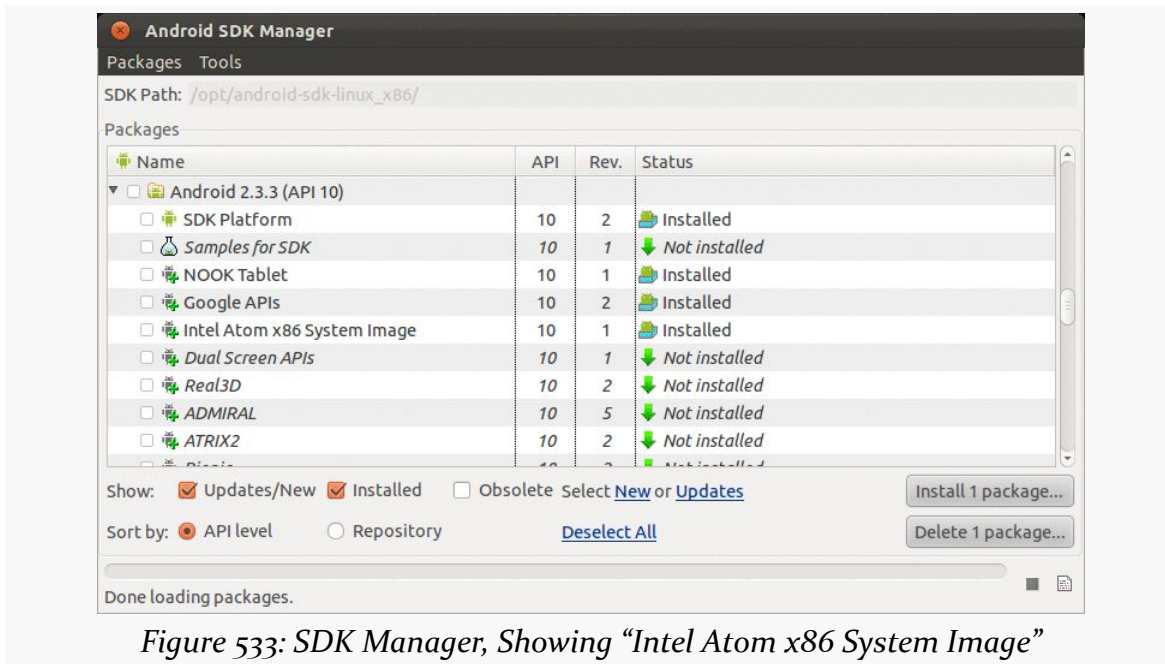 Android SDK Manager
Packages Tools
SDK Path: /opt/android-sdk-linux_x86/
Packages
Name API Rev. Status
Android 2.3.3 (API 10)
SDK Platform 10 2 Installed
Samples for SDK 10 1 Not installed
NOOK Tablet 10 1 Installed
Google APIs 10 2 Installed
Intel Atom x86 System Image 10 1 Installed
Dual Screen APIs 10 1 Not installed
Real3D 10 2 Not installed
ADMIRAL 10 5 Not installed
ATRIX2 10 2 Not installed
Show: Updates/New Installed Obsolete Select New or Updates Install 1 package...
Sort by: API level Repository Deselect All Delete 1 package...
Done loading packages.
Figure 533: SDK Manager, Showing “Intel Atom x86 System Image”